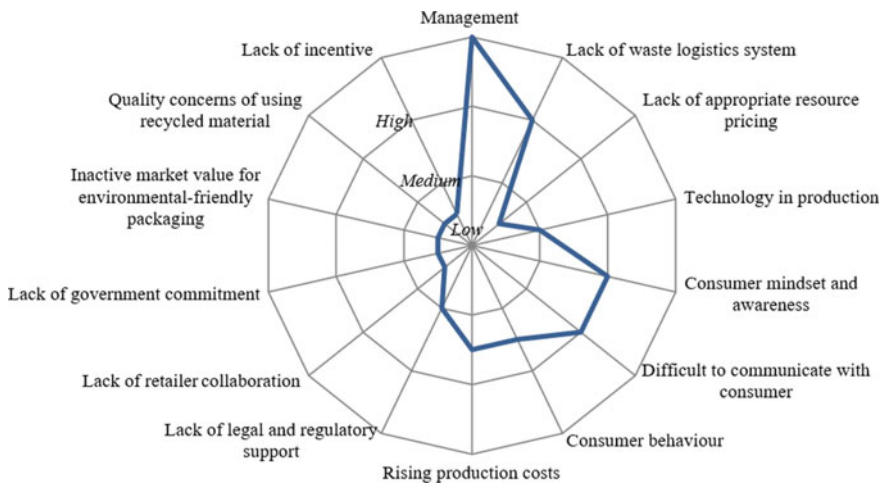 Management
Lack of waste logistics system
Lack of appropriate resource
pricing
Technology in production
Consumer mindset and
awareness
Difficult to communicate with
consumer
Consumer behaviour
Rising production costs
Lack of legal and regulatory
support
Lack of retailer collaboration
Lack of government commitment
Inactive market value for
environmental-friendly
packaging
Quality concerns of using
recycled material
Lack of incentive
High
Medium
Low